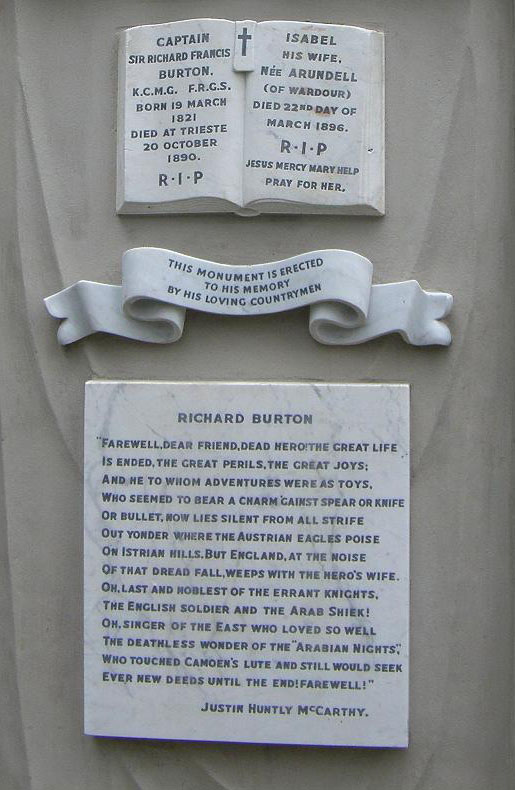 CAPTAIN
SIR RICHARD FRANCIS
BURTON.
K.C.M.G. F.R.G.S.
BORN 19 MARCH
1821
DIED AT TRIESTE
20 OCTOBER
1890.
R·I·P
ISABEL
HIS WIFE,
NÉE ARUNDELL
(OF WARDOUR)
DIED 22ND DAY OF
MARCH 1896.
R·I·P
JESUS MERCY MARY HELP
PRAY FOR HER.
THIS MONUMENT IS ERECTED
TO HIS MEMORY
BY HIS LOVING COUNTRYMEN
RICHARD BURTON
"FAREWELL, DEAR FRIEND, DEAD HERO! THE GREAT LIFE
IS ENDED, THE GREAT PERILS, THE GREAT JOYS;
AND HE TO WHOM ADVENTURES WERE AS TOYS,
WHO SEEMED TO BEAR A CHARM 'GAINST SPEAR OR KNIFE
OR BULLET, NOW LIES SILENT FROM ALL STRIFE
OUT YONDER WHERE THE AUSTRIAN EAGLES POISE
ON ISTRIAN HILLS. BUT ENGLAND, AT THE NOISE
OF THAT DREAD FALL, WEEPS WITH THE HERO'S WIFE.
OH, LAST AND NOBLEST OF THE ERRANT KNIGHTS,
THE ENGLISH SOLDIER AND THE ARAB SHIEK!
OH, SINGER OF THE EAST WHO LOVED SO WELL
THE DEATHLESS WONDER OF THE "ARABIAN NIGHTS",
WHO TOUCHED CAMOEN'S LUTE AND STILL WOULD SEEK
EVER NEW DEEDS UNTIL THE END! FAREWELL!"
JUSTIN HUNTLY McCARTHY.